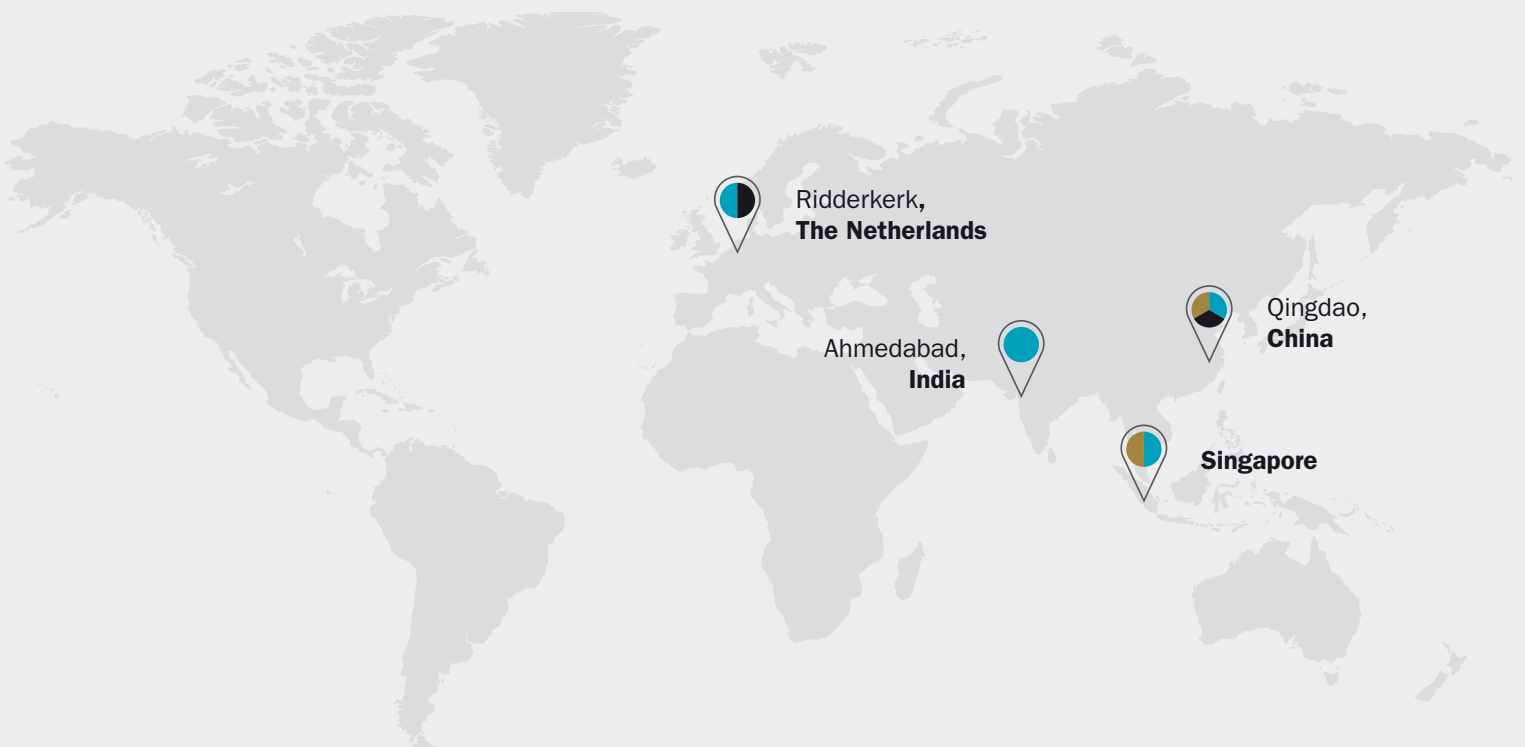 Ridderkerk,
The Netherlands
Qingdao,
China
Ahmedabad,
India
Singapore